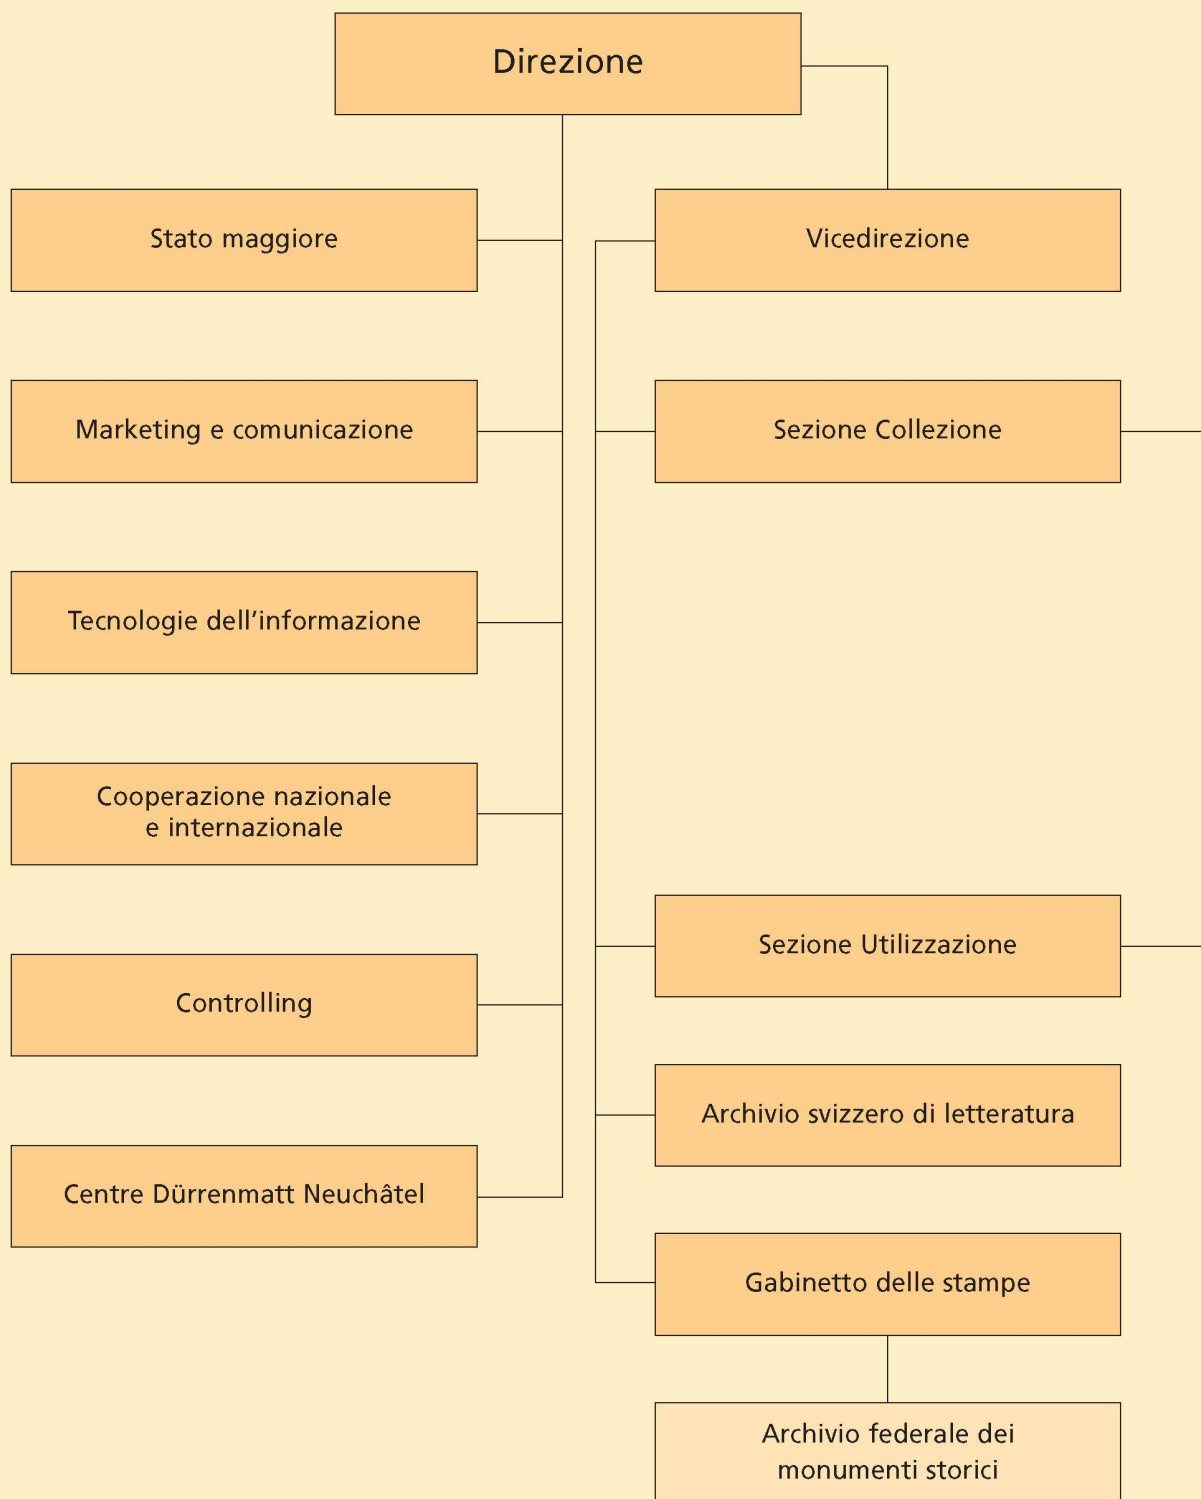 Direzione
Stato maggiore
Vicedirezione
Marketing e comunicazione
Sezione Collezione
Tecnologie dell'informazione
Cooperazione nazionale
e internazionale
Sezione Utilizzazione
Controlling
Archivio svizzero di letteratura
Centre Dürrenmatt Neuchâtel
Gabinetto delle stampe
Archivio federale dei
monumenti storici